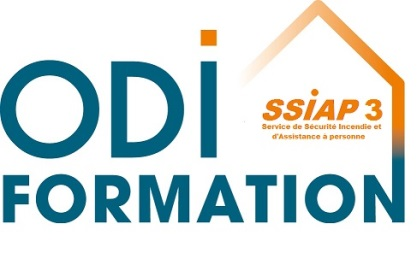 ODi
SSiAP 3
Service de Sécurité Incendie et
d'Assistance à personne
FORMATION